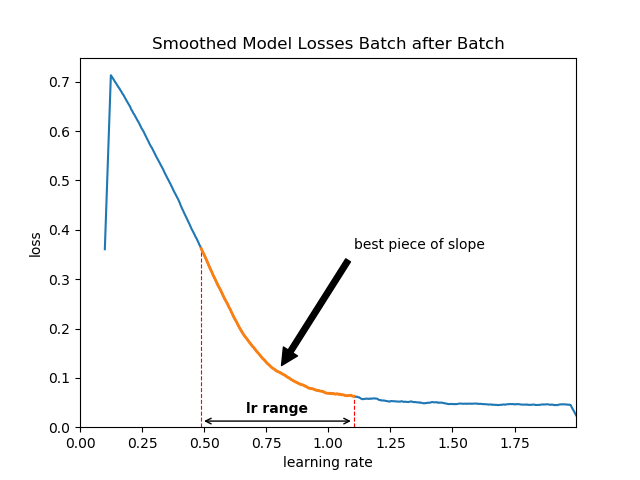 Smoothed Model Losses Batch after Batch
0.7
0.6
0.5
0.4
0.3
0.2
0.1
0.0
loss
best piece of slope
lr range
0.00 0.25 0.50 0.75 1.00 1.25 1.50 1.75
learning rate